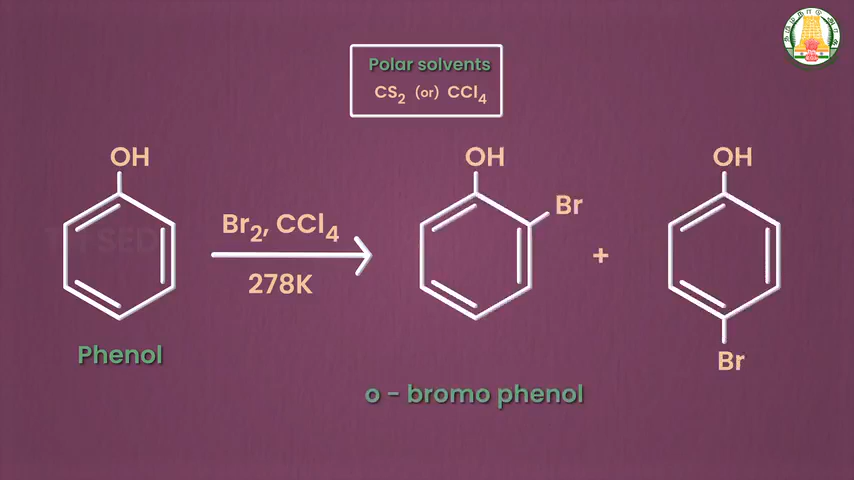 Polar solvents
CS₂ (or) CCl₄
OH
OH
OH
Br
Br₂, CCl₄
+
278K
Phenol
Br
o - bromo phenol